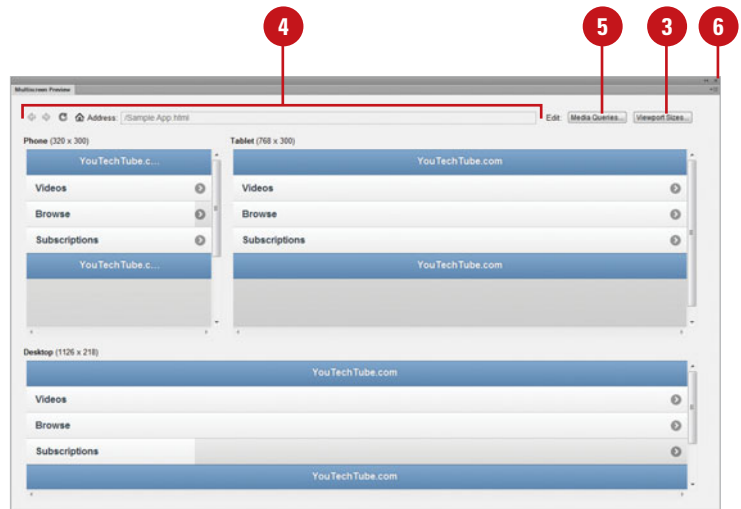 4 5 3 6
Multiscreen Preview
Address: /Sample App.html Edit: Media Queries... Viewport Sizes...
Phone (320 x 300) Tablet (768 x 300)
YouTechTube.c... YouTechTube.com
Videos Videos
Browse Browse
Subscriptions Subscriptions
YouTechTube.c... YouTechTube.com
Desktop (1126 x 218)
YouTechTube.com
Videos
Browse
Subscriptions
YouTechTube.com